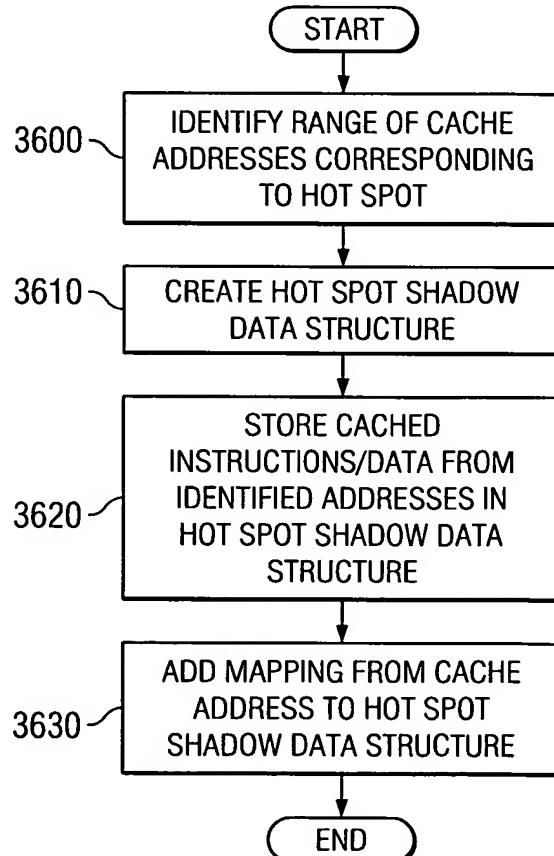 START
3600
IDENTIFY RANGE OF CACHE
ADDRESSES CORRESPONDING
TO HOT SPOT
3610
CREATE HOT SPOT SHADOW
DATA STRUCTURE
3620
STORE CACHED
INSTRUCTIONS/DATA FROM
IDENTIFIED ADDRESSES IN
HOT SPOT SHADOW DATA
STRUCTURE
3630
ADD MAPPING FROM CACHE
ADDRESS TO HOT SPOT
SHADOW DATA STRUCTURE
END